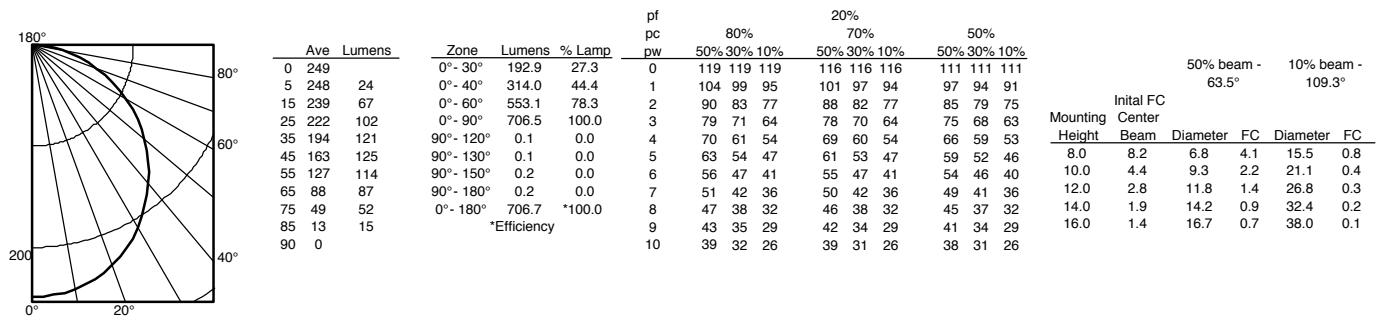 180°
80°
60°
40°
200
0° 20°
Ave Lumens
0 249
5 248 24
15 239 67
25 222 102
35 194 121
45 163 125
55 127 114
65 88 87
75 49 52
85 13 15
90 0
Zone Lumens % Lamp
0°- 30° 192.9 27.3
0°- 40° 314.0 44.4
0°- 60° 553.1 78.3
0°- 90° 706.5 100.0
90°- 120° 0.1 0.0
90°- 130° 0.1 0.0
90°- 150° 0.2 0.0
90°- 180° 0.2 0.0
0°- 180° 706.7 *100.0
*Efficiency
pf 20%
pc 80% 70% 50%
pw 50% 30% 10% 50% 30% 10% 50% 30% 10%
0 119 119 119 116 116 116 111 111 111
1 104 99 95 101 97 94 97 94 91
2 90 83 77 88 82 77 85 79 75
3 79 71 64 78 70 64 75 68 63
4 70 61 54 69 60 54 66 59 53
5 63 54 47 61 53 47 59 52 46
6 56 47 41 55 47 41 54 46 40
7 51 42 36 50 42 36 49 41 36
8 47 38 32 46 38 32 45 37 32
9 43 35 29 42 34 29 41 34 29
10 39 32 26 39 31 26 38 31 26
50% beam - 10% beam -
63.5° 109.3°
Inital FC
Mounting Center
Height Beam Diameter FC Diameter FC
8.0 8.2 6.8 4.1 15.5 0.8
10.0 4.4 9.3 2.2 21.1 0.4
12.0 2.8 11.8 1.4 26.8 0.3
14.0 1.9 14.2 0.9 32.4 0.2
16.0 1.4 16.7 0.7 38.0 0.1